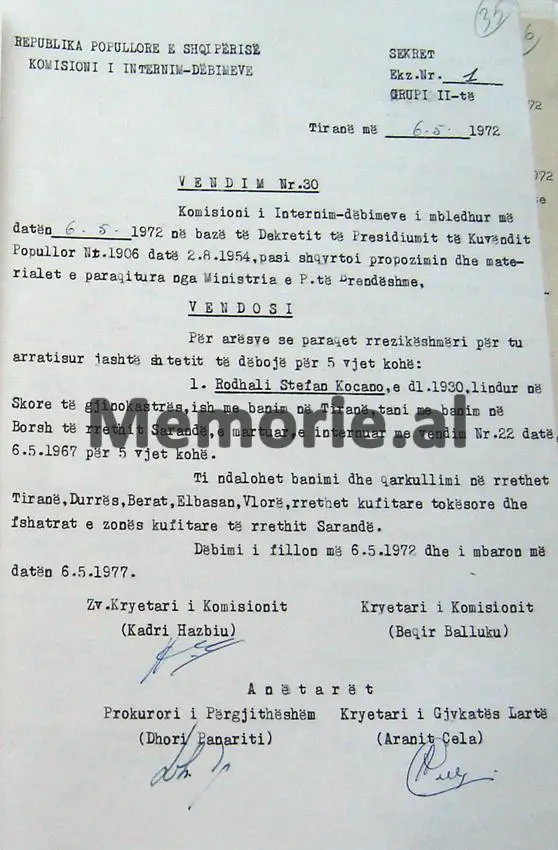 35
6
REPUBLIKA POPULLORE E SHQIPËRISË
KOMISIONI I INTERNIM-DËBIMEVE
SEKRET
Ekz.Nr. 1
GRUPI II-të
72
Tiranë më 6.5. 1972
972
V E N D I M Nr.30
Komisioni i Internim-dëbimeve i mbledhur më
datën 6. 5. 1972 në bazë të Dekretit të Presidiumit të Kuvëndit
Popullor Nr.1906 datë 2.8.1954,pasi shqyrtoi propozimin dhe mate-
rialet e paraqitura nga Ministria e P.të Brendëshme,
V E N D O S I
Për arësye se paraqet rrezikëshmëri për tu
arratisur jashtë shtetit të dëbojë për 5 vjet kohë:
1. Rodhali Stefan Kocano,e dl.1930,lindur në
Skore të gjinokastrës,ish me banim në Tiranë,tani me banim në
Memorie.al
Borsh të rrethit Sarandë,e martuar,e internuar me vendim Nr.22 datë,
6.5.1967 për 5 vjet kohë.
Ti ndalohet banimi dhe qarkullimi në rrethet
Tiranë,Durrës,Berat,Elbasan,Vlorë,rrethet kufitare tokësore dhe
fshatrat e zonës kufitare të rrethit Sarandë.
Dëbimi i fillon më 6.5.1972 dhe i mbaron më
datën 6.5.1977.
Zv.Kryetari i Komisionit Kryetari i Komisionit
(Kadri Hazbiu) (Beqir Balluku)
A n ë t a r ë t
Prokurori i Përgjithëshëm Kryetari i Gjykatës Lartë
(Dhori Panariti) (Aranit Çela)